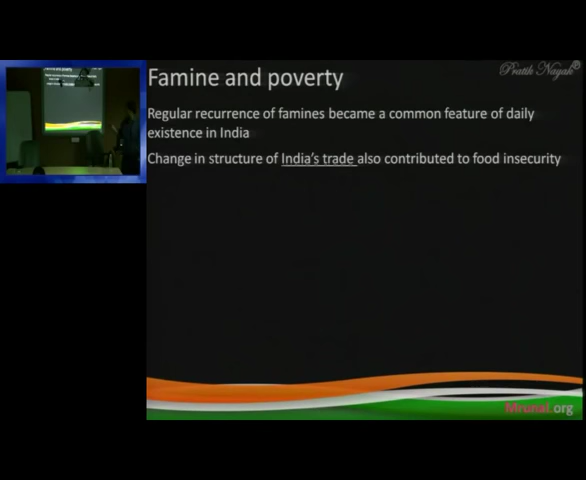 Pratik Nayak
Famine and poverty
Regular recurrence of famines became a common feature of daily
existence in India
Change in structure of India's trade also contributed to food insecurity
Mrunal.org